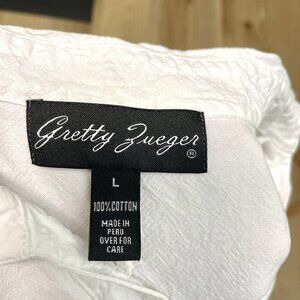 Gretty Zueger
®
L
100% COTTON
MADE IN
PERU
OVER FOR
CARE